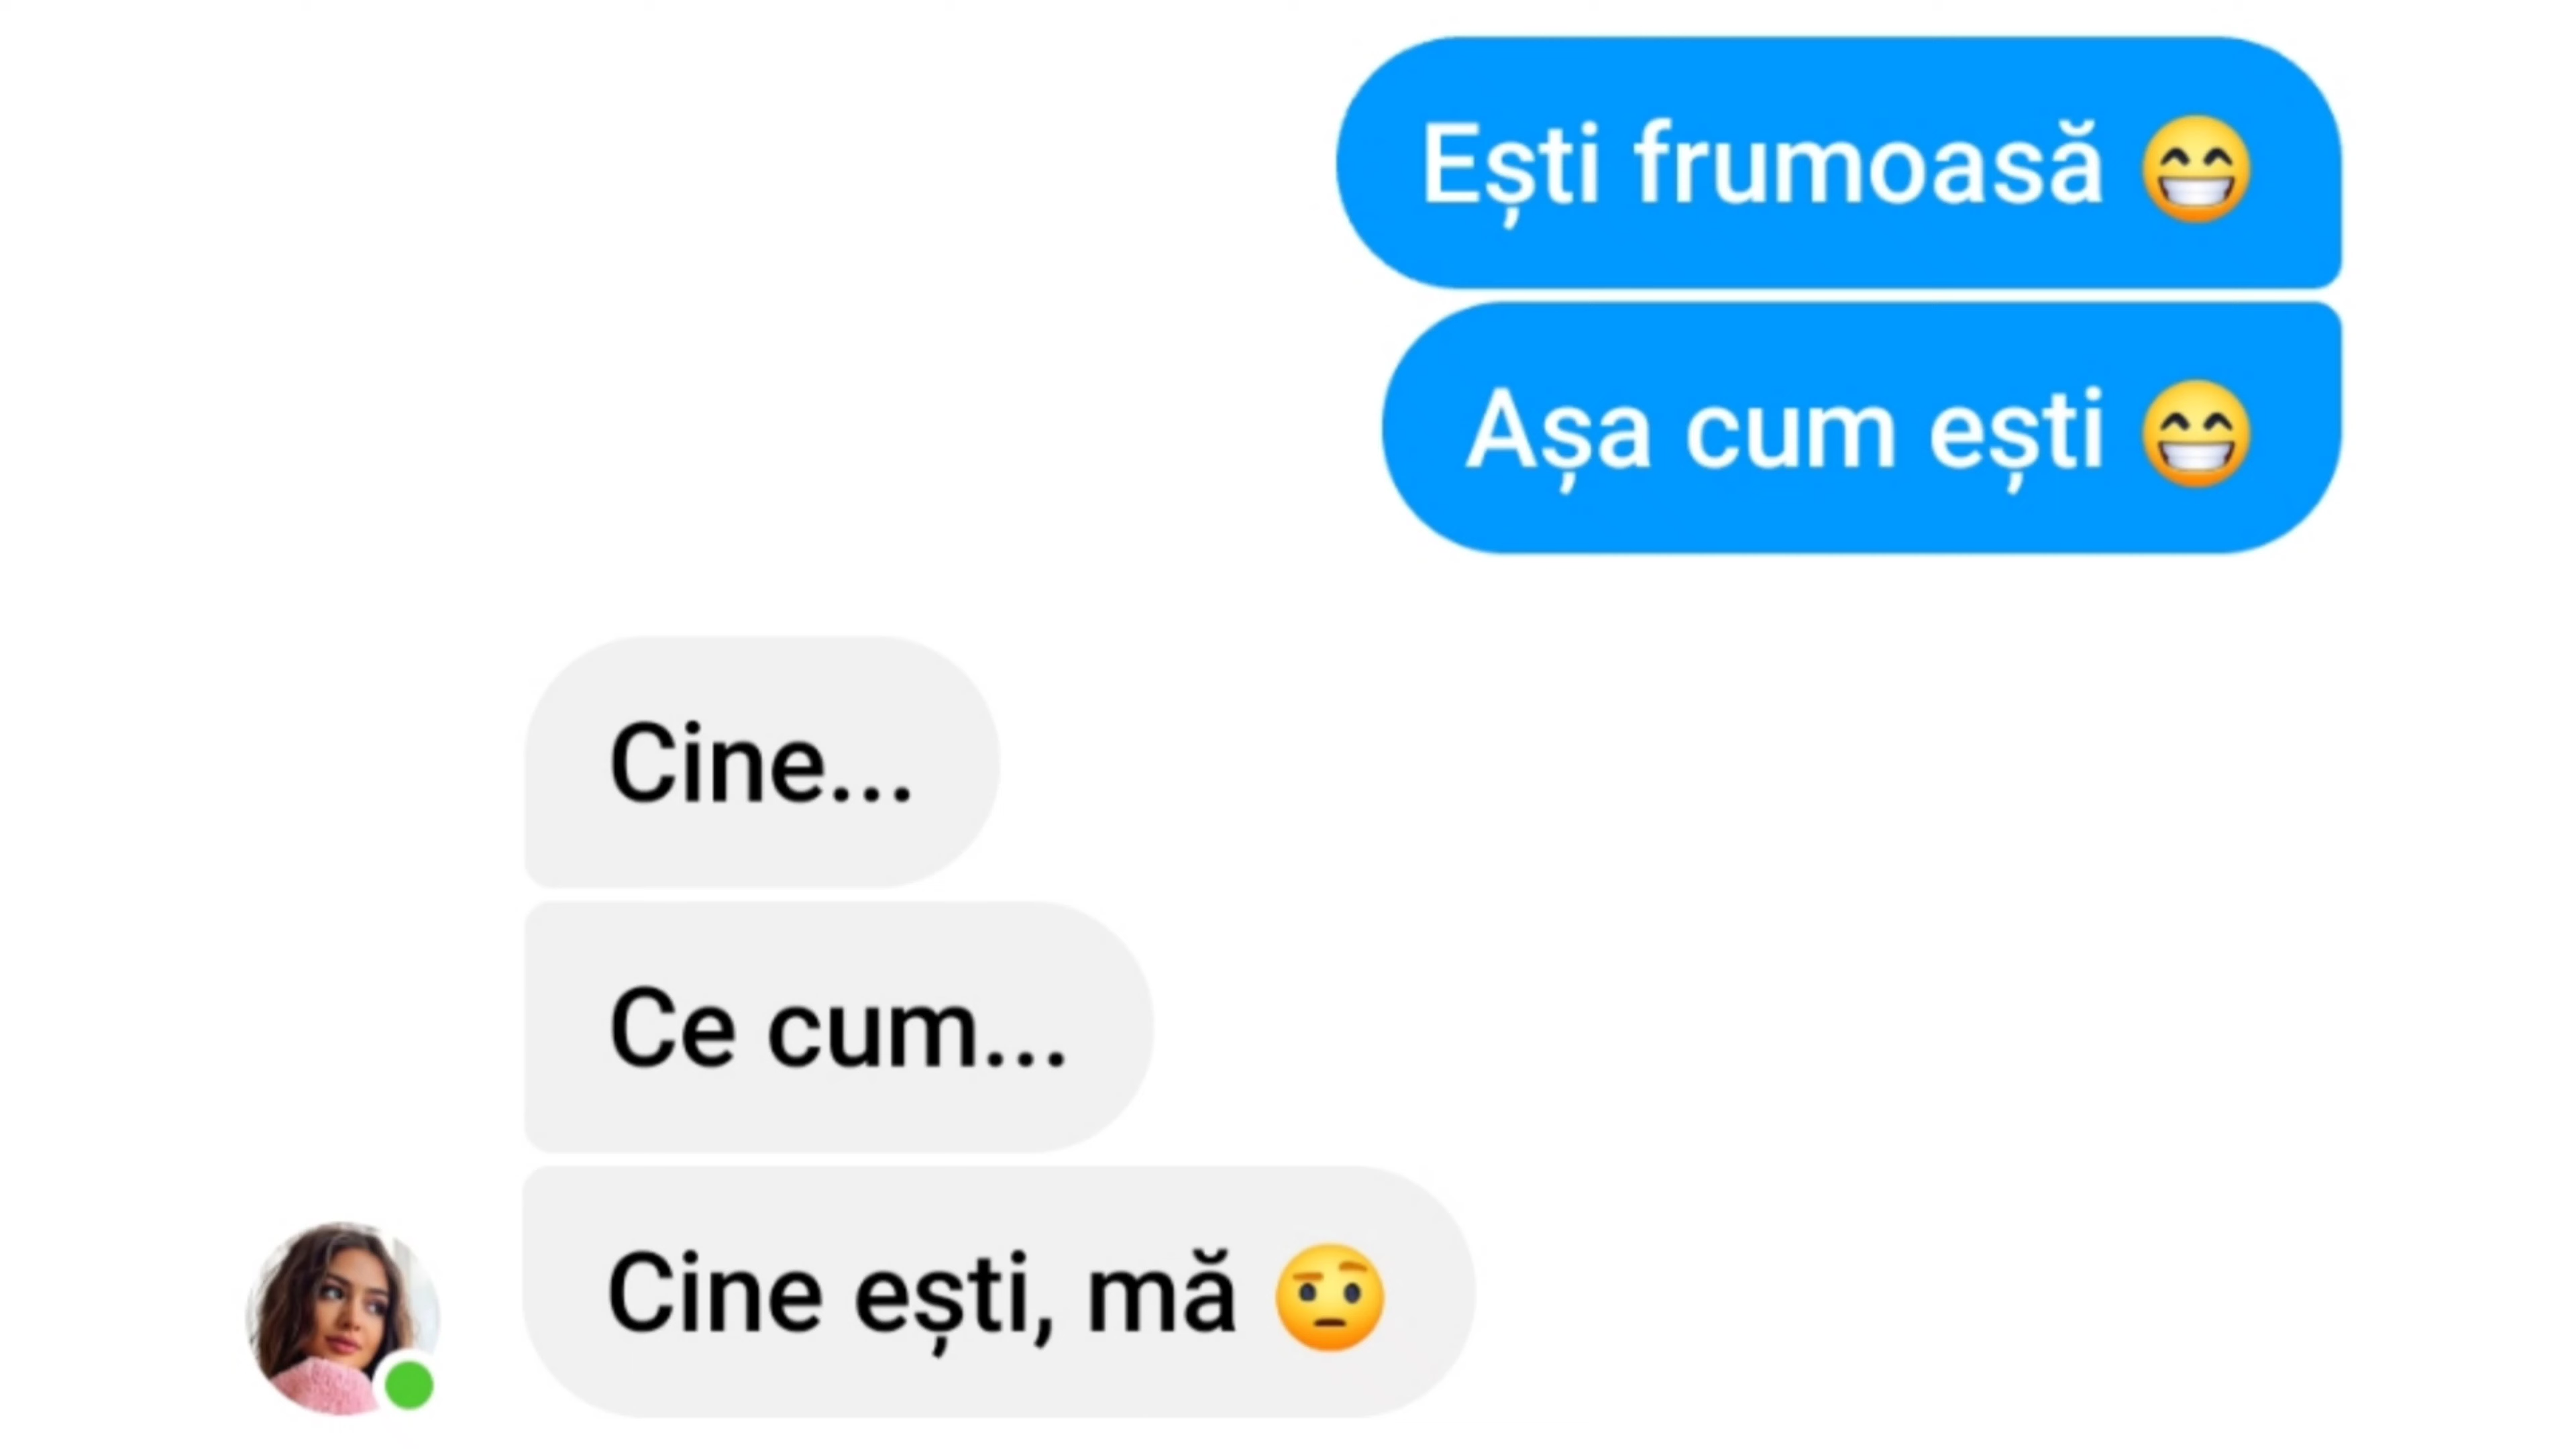 Ești frumoasă 😁
Așa cum ești 😁
Cine...
Ce cum...
Cine ești, mă 🤨